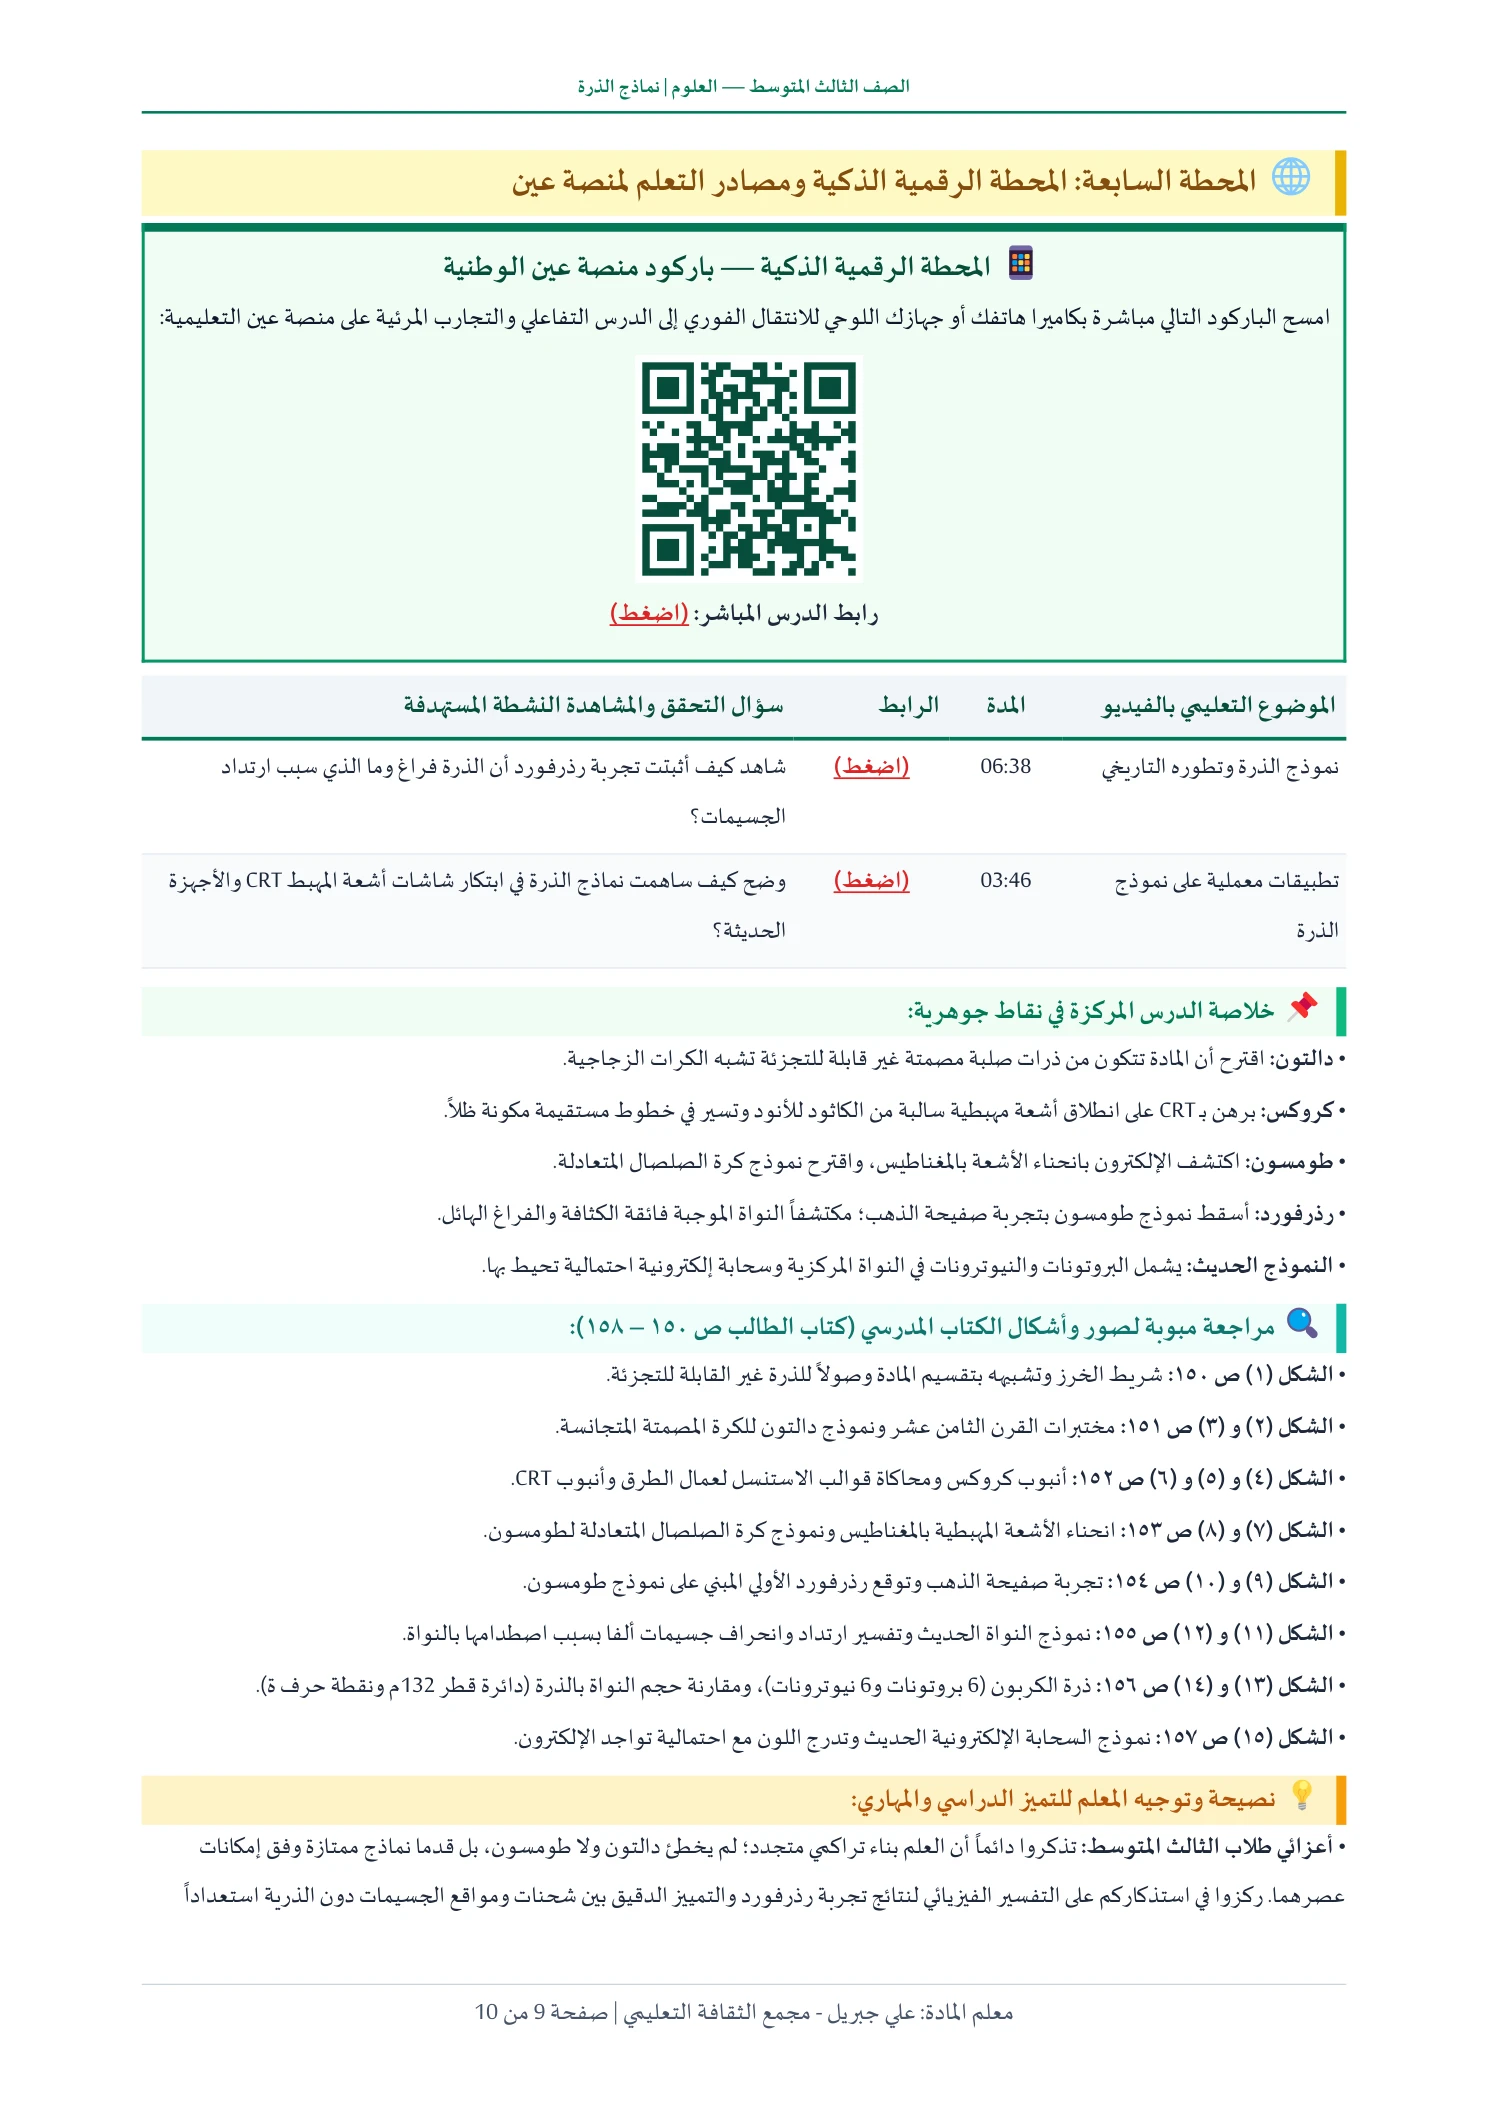 الصف الثالث المتوسط — العلوم | نماذج الذرة
المحطة السابعة: المحطة الرقمية الذكية ومصادر التعلم لمنصة عين
المحطة الرقمية الذكية — باركود منصة عين الوطنية
امسح الباركود التالي مباشرة بكاميرا هاتفك أو جهازك اللوحي للانتقال الفوري إلى الدرس التفاعلي والتجارب المرئية على منصة عين التعليمية:
رابط الدرس المباشر: (اضغط)
الموضوع التعليمي بالفيديو المدة الرابط سؤال التحقق والمشاهدة النشطة المستهدفة
نموذج الذرة وتطوره التاريخي 06:38 (اضغط) شاهد كيف أثبتت تجربة رذرفورد أن الذرة فراغ وما الذي سبب ارتداد
الجسيمات؟
تطبيقات معملية على نموذج 03:46 (اضغط) وضح كيف ساهمت نماذج الذرة في ابتكار شاشات أشعة المهبط CRT والأجهزة
الذرة الحديثة؟
خلاصة الدرس المركزة في نقاط جوهرية:
• دالتون: اقترح أن المادة تتكون من ذرات صلبة مصمتة غير قابلة للتجزئة تشبه الكرات الزجاجية.
• كروكس: برهن بـ CRT على انطلاق أشعة مهبطية سالبة من الكاثود للأنود وتسير في خطوط مستقيمة مكونة ظلاً.
• طومسون: اكتشف الإلكترون بانحناء الأشعة بالمغناطيس، واقترح نموذج كرة الصلصال المتعادلة.
• رذرفورد: أسقط نموذج طومسون بتجربة صفيحة الذهب؛ مكتشفاً النواة الموجبة فائقة الكثافة والفراغ الهائل.
• النموذج الحديث: يشمل البروتونات والنيوترونات في النواة المركزية وسحابة إلكترونية احتمالية تحيط بها.
مراجعة مبوبة لصور وأشكال الكتاب المدرسي (كتاب الطالب ص ١٥٠ – ١٥٨):
• الشكل (١) ص ١٥٠: شريط الخرز وتشبيهه بتقسيم المادة وصولاً للذرة غير القابلة للتجزئة.
• الشكل (٢) و (٣) ص ١٥١: مختبرات القرن الثامن عشر ونموذج دالتون للكرة المصمتة المتجانسة.
• الشكل (٤) و (٥) و (٦) ص ١٥٢: أنبوب كروكس ومحاكاة قوالب الاستنسل لعمال الطرق وأنبوب CRT.
• الشكل (٧) و (٨) ص ١٥٣: انحناء الأشعة المهبطية بالمغناطيس ونموذج كرة الصلصال المتعادلة لطومسون.
• الشكل (٩) و (١٠) ص ١٥٤: تجربة صفيحة الذهب وتوقع رذرفورد الأولي المبني على نموذج طومسون.
• الشكل (١١) و (١٢) ص ١٥٥: نموذج النواة الحديث وتفسير ارتداد وانحراف جسيمات ألفا بسبب اصطدامها بالنواة.
• الشكل (١٣) و (١٤) ص ١٥٦: ذرة الكربون (6 بروتونات و6 نيوترونات)، ومقارنة حجم النواة بالذرة (دائرة قطر 132م ونقطة حرف ة).
• الشكل (١٥) ص ١٥٧: نموذج السحابة الإلكترونية الحديث وتدرج اللون مع احتمالية تواجد الإلكترون.
نصيحة وتوجيه المعلم للتميز الدراسي والمهاري:
• أعزائي طلاب الثالث المتوسط: تذكروا دائماً أن العلم بناء تراكمي متجدد؛ لم يخطئ دالتون ولا طومسون، بل قدما نماذج ممتازة وفق إمكانات
عصرهما. ركزوا في استذكاركم على التفسير الفيزيائي لنتائج تجربة رذرفورد والتمييز الدقيق بين شحنات ومواقع الجسيمات دون الذرية استعداداً
معلم المادة: علي جبريل - مجمع الثقافة التعليمي | صفحة 9 من 10